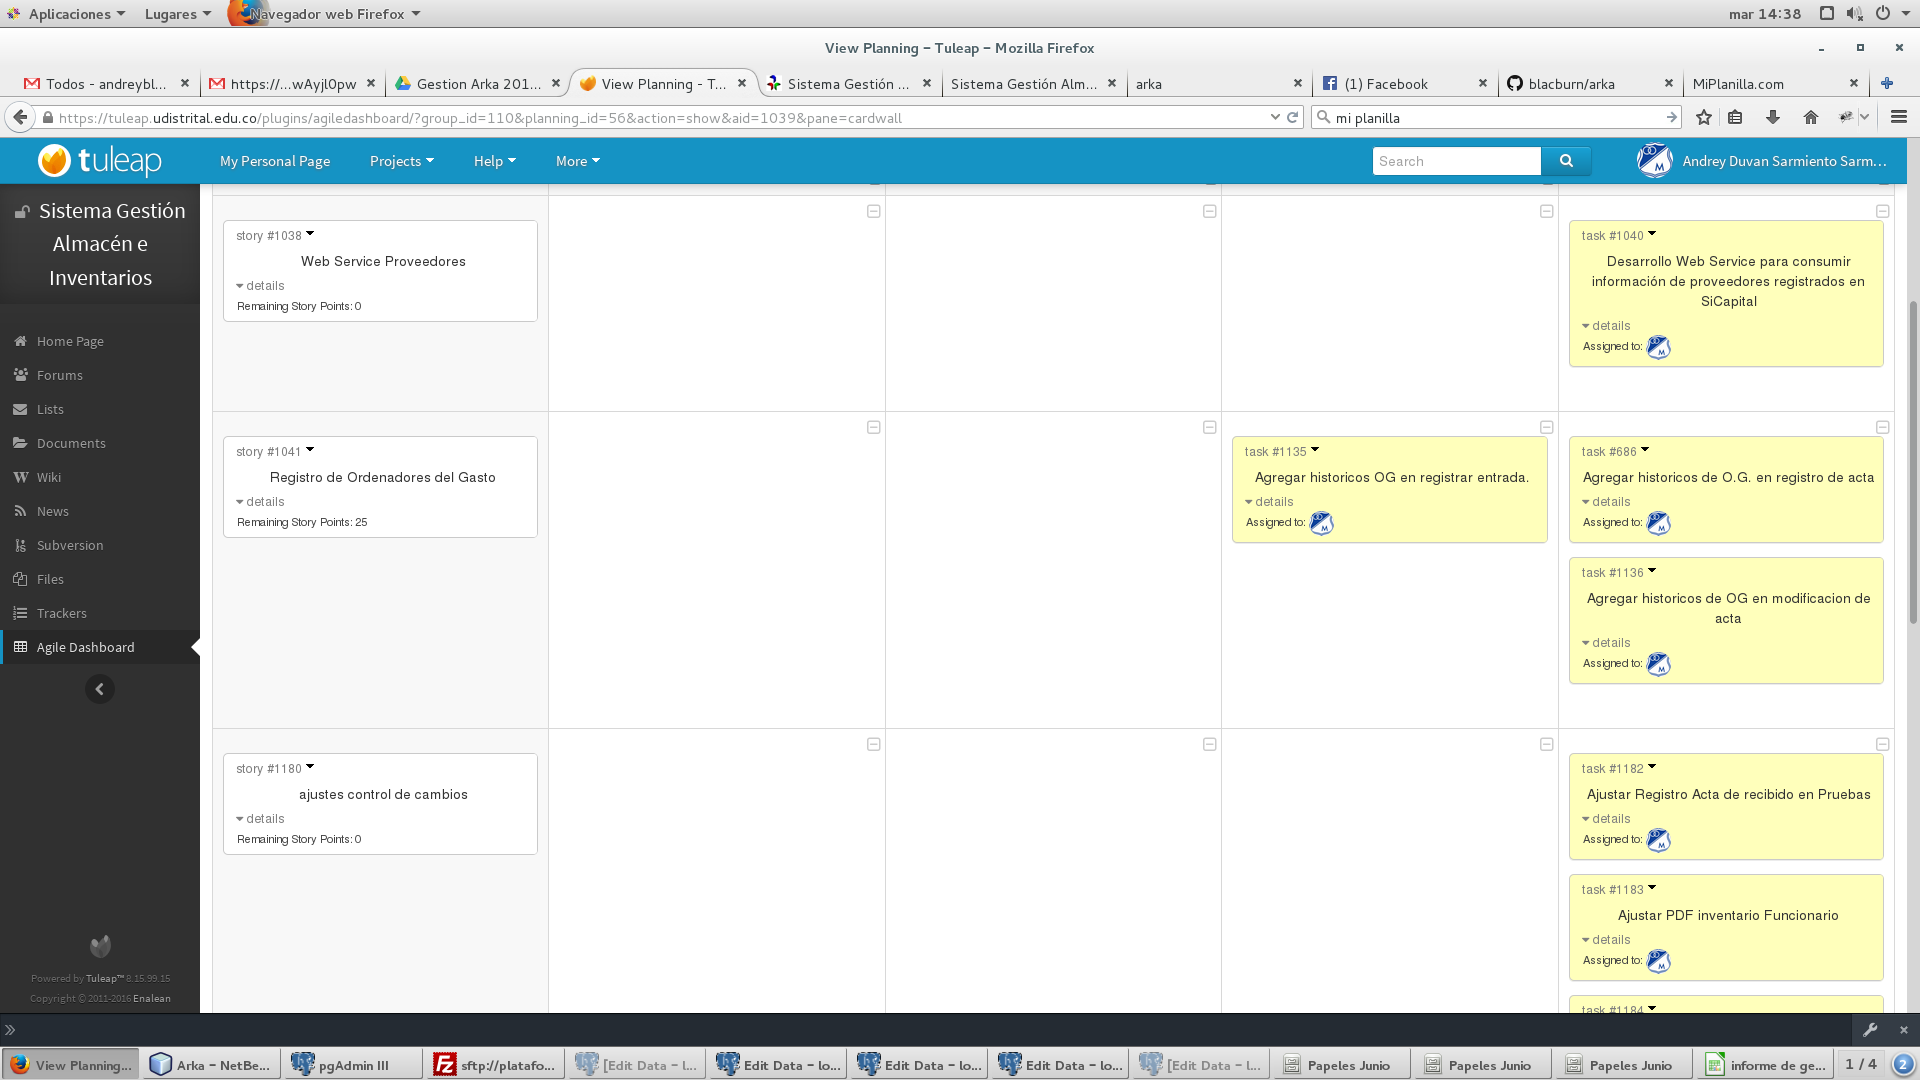 Aplicaciones Lugares Navegador web Firefox mar 14:38
View Planning – Tuleap – Mozilla Firefox
Todos - andreybl... https://...wAyjl0pw Gestion Arka 201... View Planning - T... Sistema Gestión ... Sistema Gestión Alm... arka (1) Facebook blacburn/arka MiPlanilla.com
https://tuleap.udistrital.edu.co/plugins/agiledashboard/?group_id=110&planning_id=56&action=show&aid=1039&pane=cardwall mi planilla
tuleap My Personal Page Projects Help More Search Andrey Duvan Sarmiento Sarm...
Sistema Gestión
Almacén e
Inventarios
Home Page
Forums
Lists
Documents
Wiki
News
Subversion
Files
Trackers
Agile Dashboard
Powered by Tuleap™ 8.15.99.15
Copyright © 2011-2016 Enalean
story #1038
Web Service Proveedores
details
Remaining Story Points: 0
task #1040
Desarrollo Web Service para consumir
información de proveedores registrados en
SiCapital
details
Assigned to:
story #1041
Registro de Ordenadores del Gasto
details
Remaining Story Points: 25
task #1135
Agregar historicos OG en registrar entrada.
details
Assigned to:
task #686
Agregar historicos de O.G. en registro de acta
details
Assigned to:
task #1136
Agregar historicos de OG en modificacion de
acta
details
Assigned to:
story #1180
ajustes control de cambios
details
Remaining Story Points: 0
task #1182
Ajustar Registro Acta de recibido en Pruebas
details
Assigned to:
task #1183
Ajustar PDF inventario Funcionario
details
Assigned to:
task #1184
View Planning... Arka – NetBe... pgAdmin III sftp://platafo... [Edit Data – l... Edit Data – lo... Edit Data – lo... Edit Data – lo... [Edit Data – l... Papeles Junio Papeles Junio Papeles Junio informe de ge... 1 / 4 2